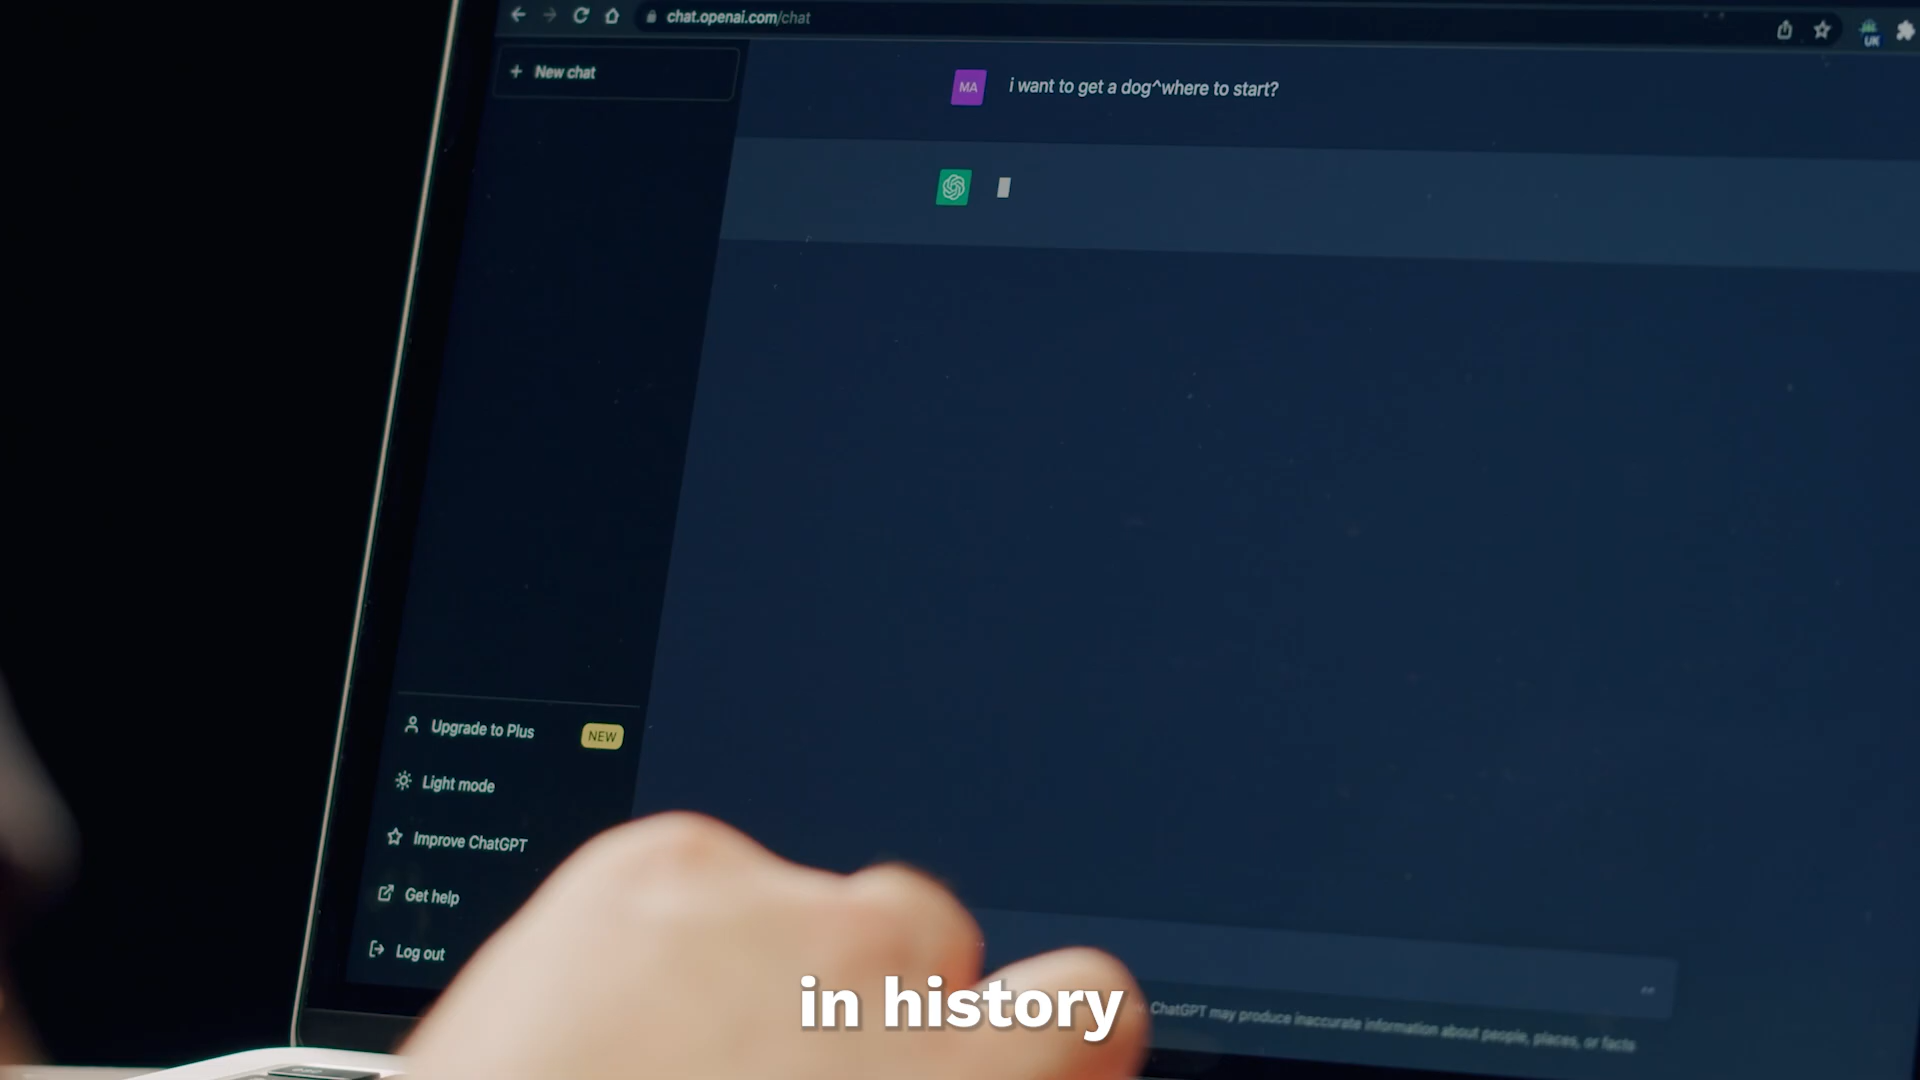 chat.openai.com/chat
UK
+ New chat
MA
i want to get a dog^where to start?
Upgrade to Plus
NEW
Light mode
Improve ChatGPT
Get help
Log out
in history
ChatGPT may produce inaccurate information about people, places, or facts